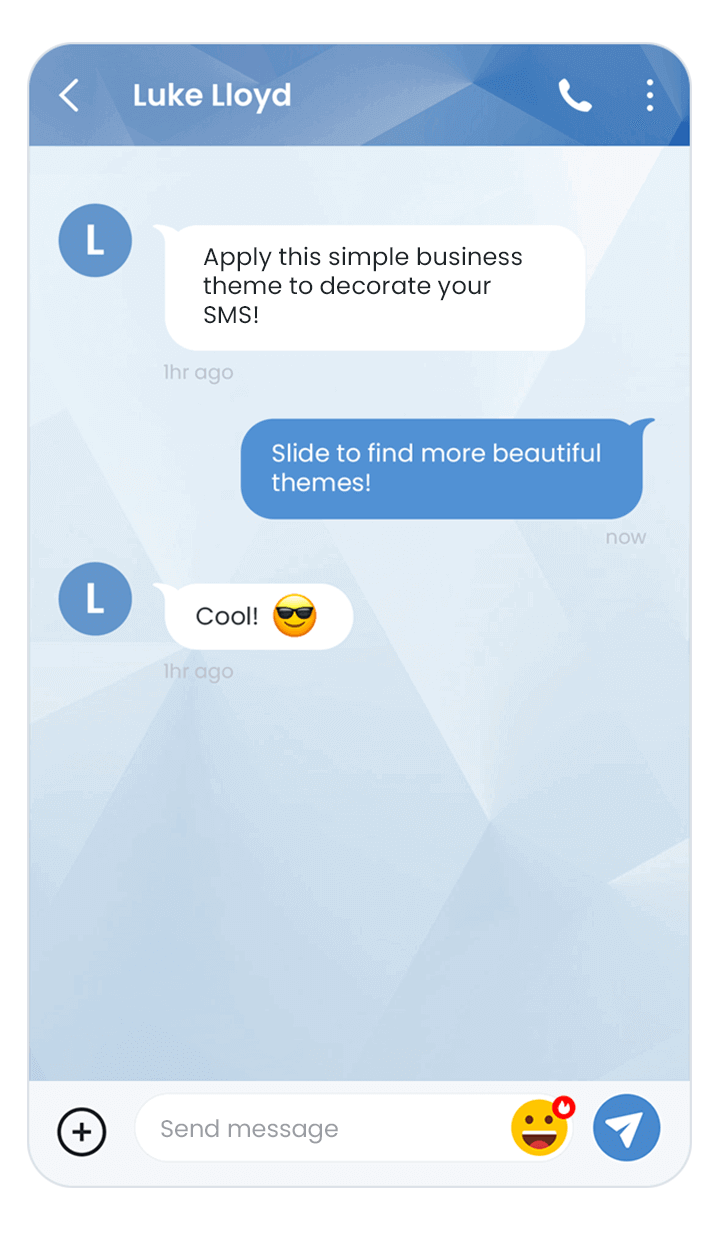 Luke Lloyd
L
Apply this simple business
theme to decorate your
SMS!
1hr ago
Slide to find more beautiful
themes!
now
L
Cool! 😎
1hr ago
Send message